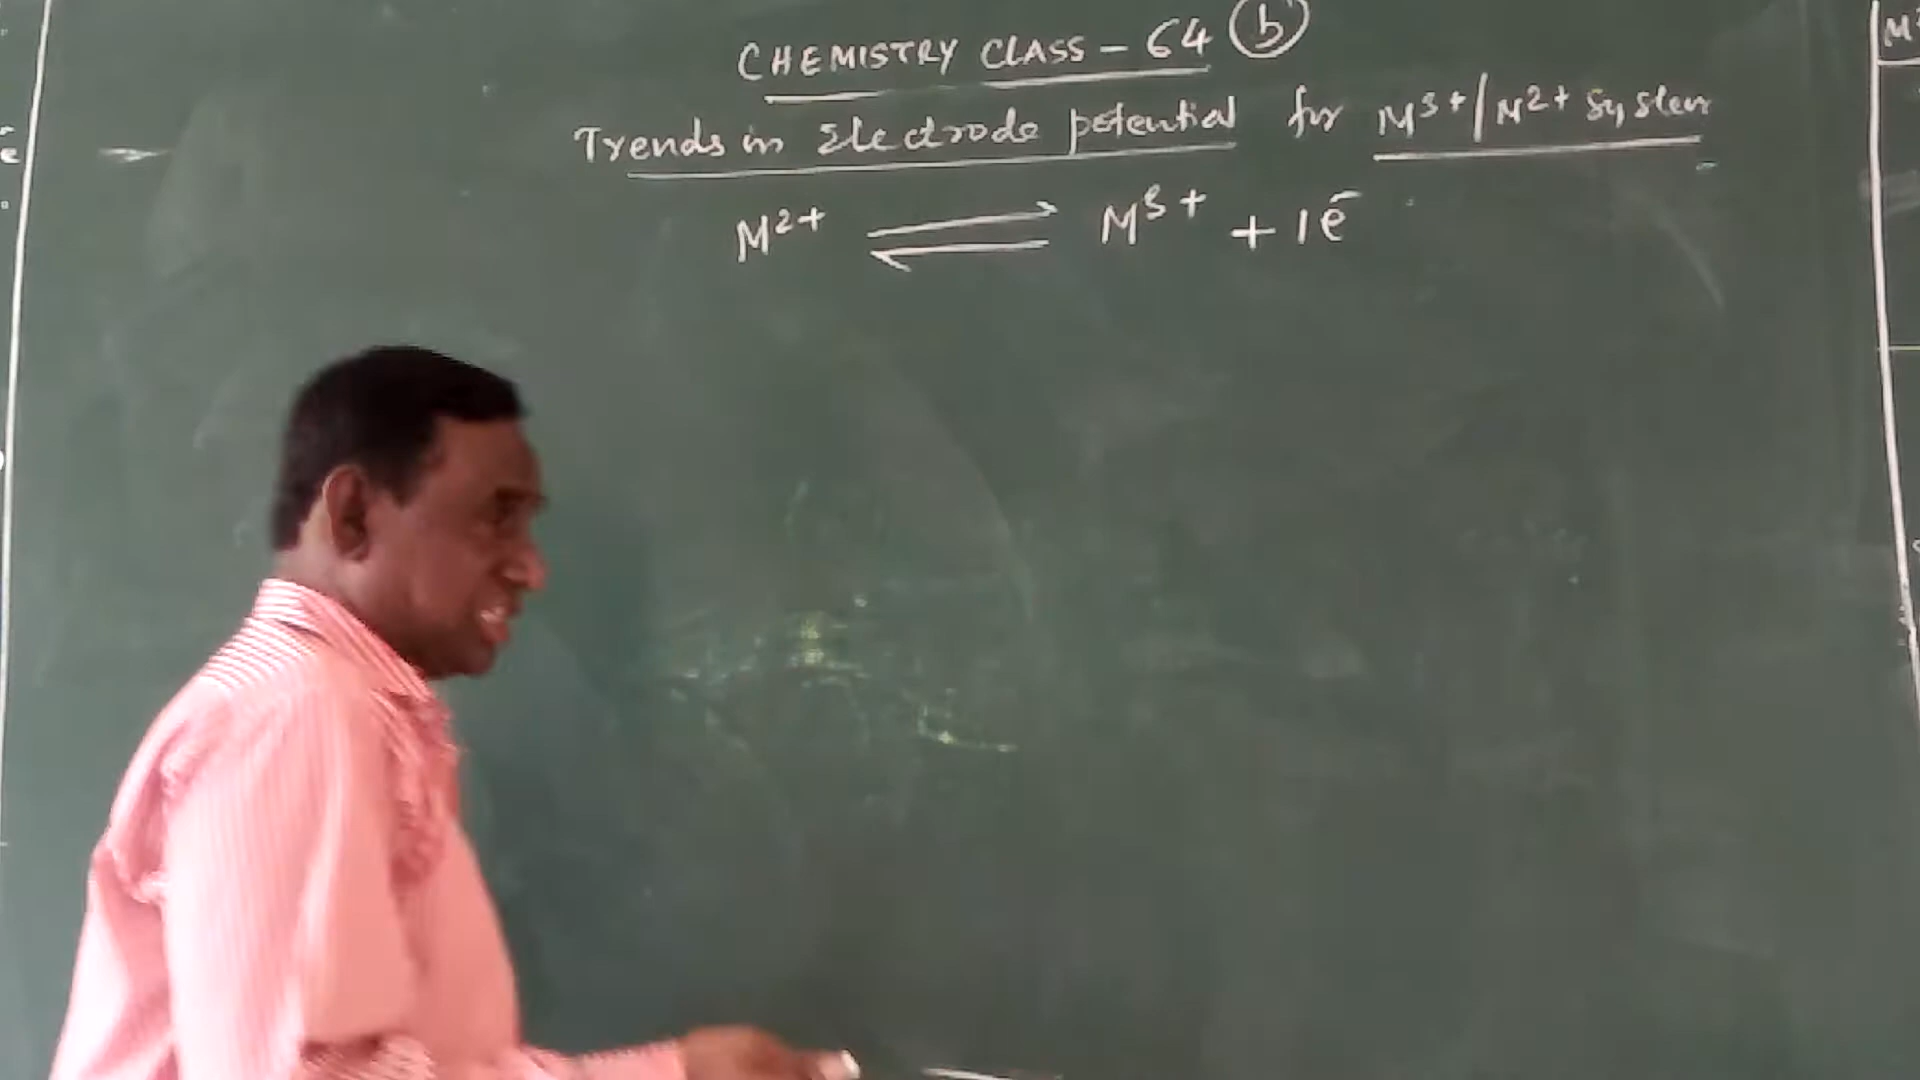 CHEMISTRY CLASS - 64 (b)
Trends in Electrode potential for M³⁺/M²⁺ System
M²⁺ ⇌ M³⁺ + 1e⁻